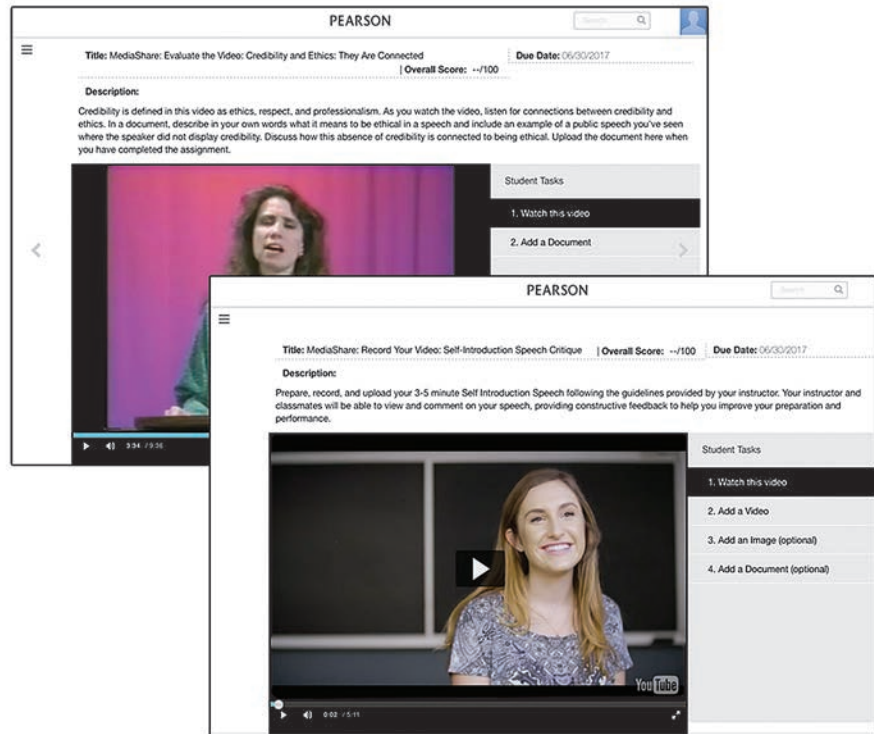 PEARSON
Search
Title: MediaShare: Evaluate the Video: Credibility and Ethics: They Are Connected
Due Date: 06/30/2017
| Overall Score: --/100
Description:
Credibility is defined in this video as ethics, respect, and professionalism. As you watch the video, listen for connections between credibility and
ethics. In a document, describe in your own words what it means to be ethical in a speech and include an example of a public speech you've seen
where the speaker did not display credibility. Discuss how this absence of credibility is connected to being ethical. Upload the document here when
you have completed the assignment.
Student Tasks
1. Watch this video
2. Add a Document
3:34 / 9:36
PEARSON
Search
Title: MediaShare: Record Your Video: Self-Introduction Speech Critique | Overall Score: --/100 Due Date: 06/30/2017
Description:
Prepare, record, and upload your 3-5 minute Self Introduction Speech following the guidelines provided by your instructor. Your instructor and
classmates will be able to view and comment on your speech, providing constructive feedback to help you improve your preparation and
performance.
Student Tasks
1. Watch this video
2. Add a Video
3. Add an Image (optional)
4. Add a Document (optional)
YouTube
0:02 / 5:11